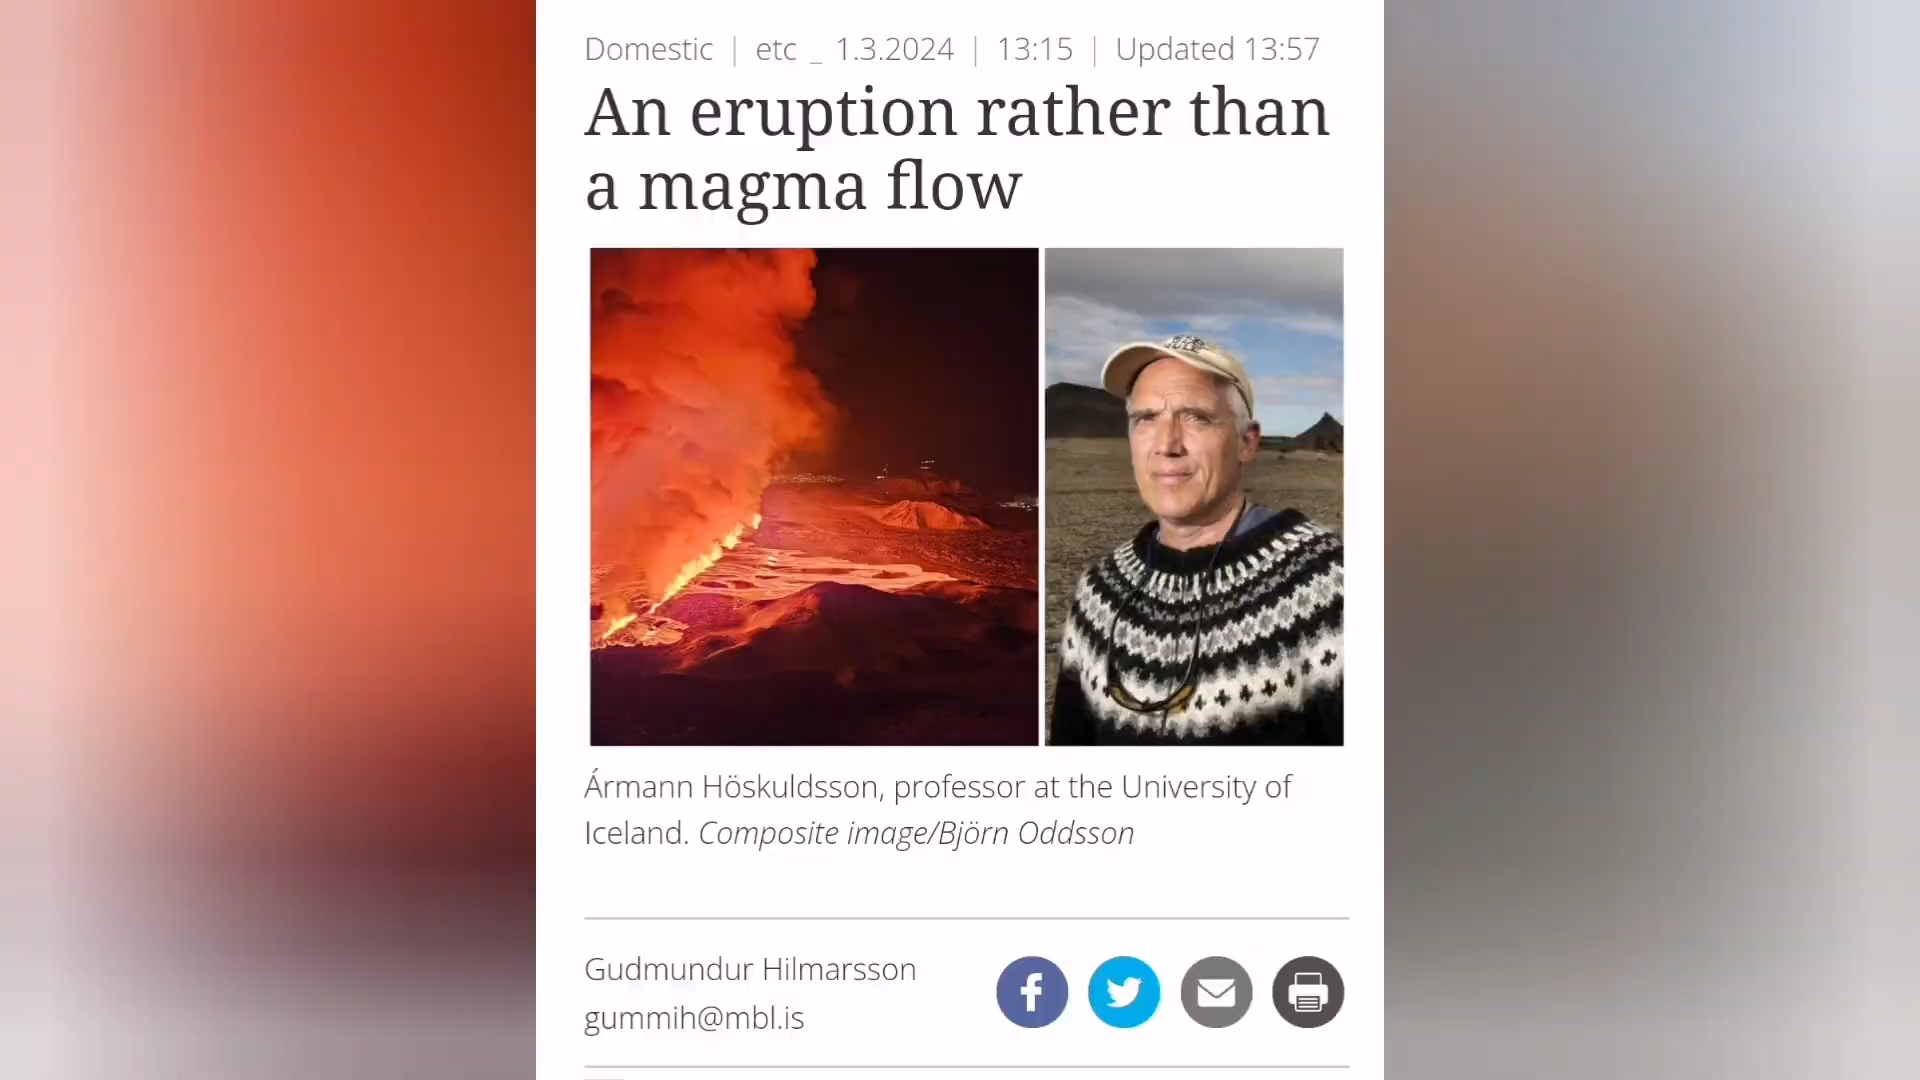 Domestic | etc _ 1.3.2024 | 13:15 | Updated 13:57
An eruption rather than
a magma flow
Ármann Höskuldsson, professor at the University of
Iceland. Composite image/Björn Oddsson
Gudmundur Hilmarsson
gummih@mbl.is